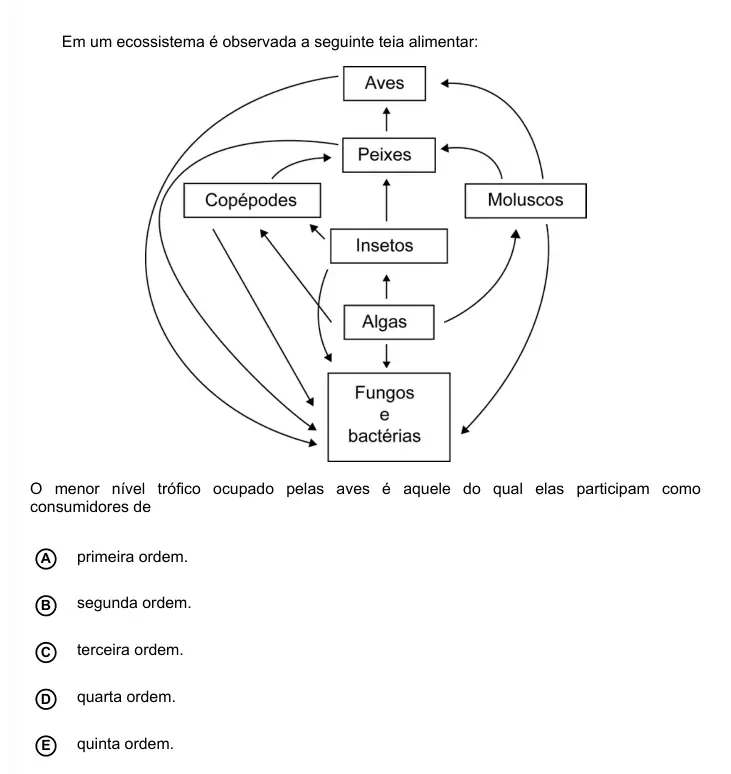 Em um ecossistema é observada a seguinte teia alimentar:
Aves
Peixes
Copépodes
Moluscos
Insetos
Algas
Fungos
e
bactérias
O menor nível trófico ocupado pelas aves é aquele do qual elas participam como
consumidores de
A primeira ordem.
B segunda ordem.
C terceira ordem.
D quarta ordem.
E quinta ordem.